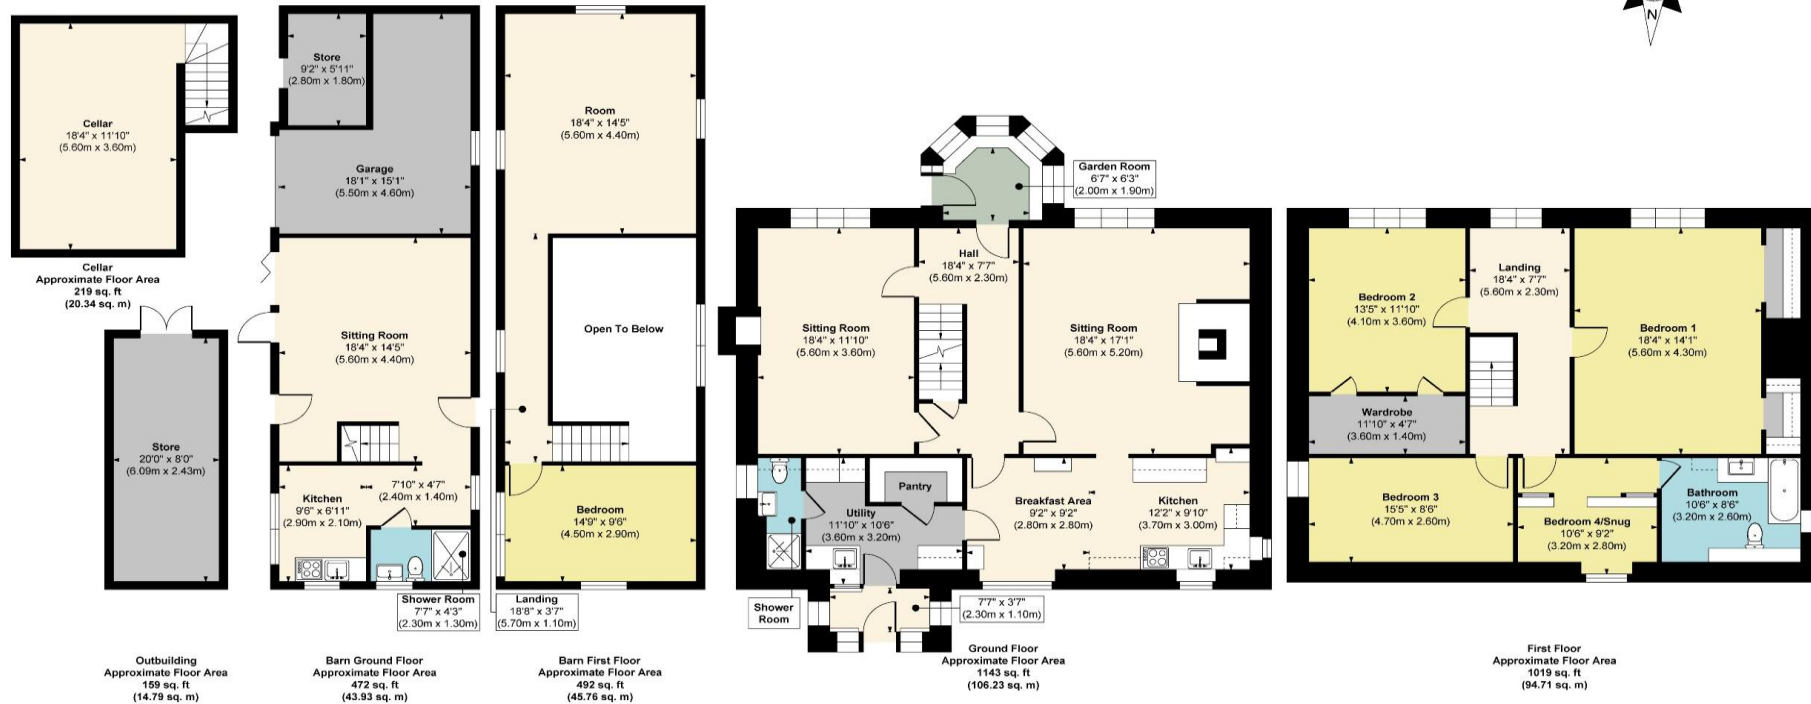 N
Cellar
18'4" x 11'10"
(5.60m x 3.60m)
Cellar
Approximate Floor Area
219 sq. ft
(20.34 sq. m)
Store
20'0" x 8'0"
(6.09m x 2.43m)
Outbuilding
Approximate Floor Area
159 sq. ft
(14.79 sq. m)
Store
9'2" x 5'11"
(2.80m x 1.80m)
Garage
18'1" x 15'1"
(5.50m x 4.60m)
Sitting Room
18'4" x 14'5"
(5.60m x 4.40m)
Kitchen
9'6" x 6'11"
(2.90m x 2.10m)
7'10" x 4'7"
(2.40m x 1.40m)
Shower Room
7'7" x 4'3"
(2.30m x 1.30m)
Barn Ground Floor
Approximate Floor Area
472 sq. ft
(43.93 sq. m)
Room
18'4" x 14'5"
(5.60m x 4.40m)
Open To Below
Bedroom
14'9" x 9'6"
(4.50m x 2.90m)
Landing
18'8" x 3'7"
(5.70m x 1.10m)
Barn First Floor
Approximate Floor Area
492 sq. ft
(45.76 sq. m)
Garden Room
6'7" x 6'3"
(2.00m x 1.90m)
Hall
18'4" x 7'7"
(5.60m x 2.30m)
Sitting Room
18'4" x 11'10"
(5.60m x 3.60m)
Sitting Room
18'4" x 17'1"
(5.60m x 5.20m)
Pantry
Utility
11'10" x 10'6"
(3.60m x 3.20m)
Breakfast Area
9'2" x 9'2"
(2.80m x 2.80m)
Kitchen
12'2" x 9'10"
(3.70m x 3.00m)
Shower
Room
7'7" x 3'7"
(2.30m x 1.10m)
Ground Floor
Approximate Floor Area
1143 sq. ft
(106.23 sq. m)
Landing
18'4" x 7'7"
(5.60m x 2.30m)
Bedroom 2
13'5" x 11'10"
(4.10m x 3.60m)
Bedroom 1
18'4" x 14'1"
(5.60m x 4.30m)
Wardrobe
11'10" x 4'7"
(3.60m x 1.40m)
Bedroom 3
15'5" x 8'6"
(4.70m x 2.60m)
Bedroom 4/Snug
10'6" x 9'2"
(3.20m x 2.80m)
Bathroom
10'6" x 8'6"
(3.20m x 2.60m)
First Floor
Approximate Floor Area
1019 sq. ft
(94.71 sq. m)